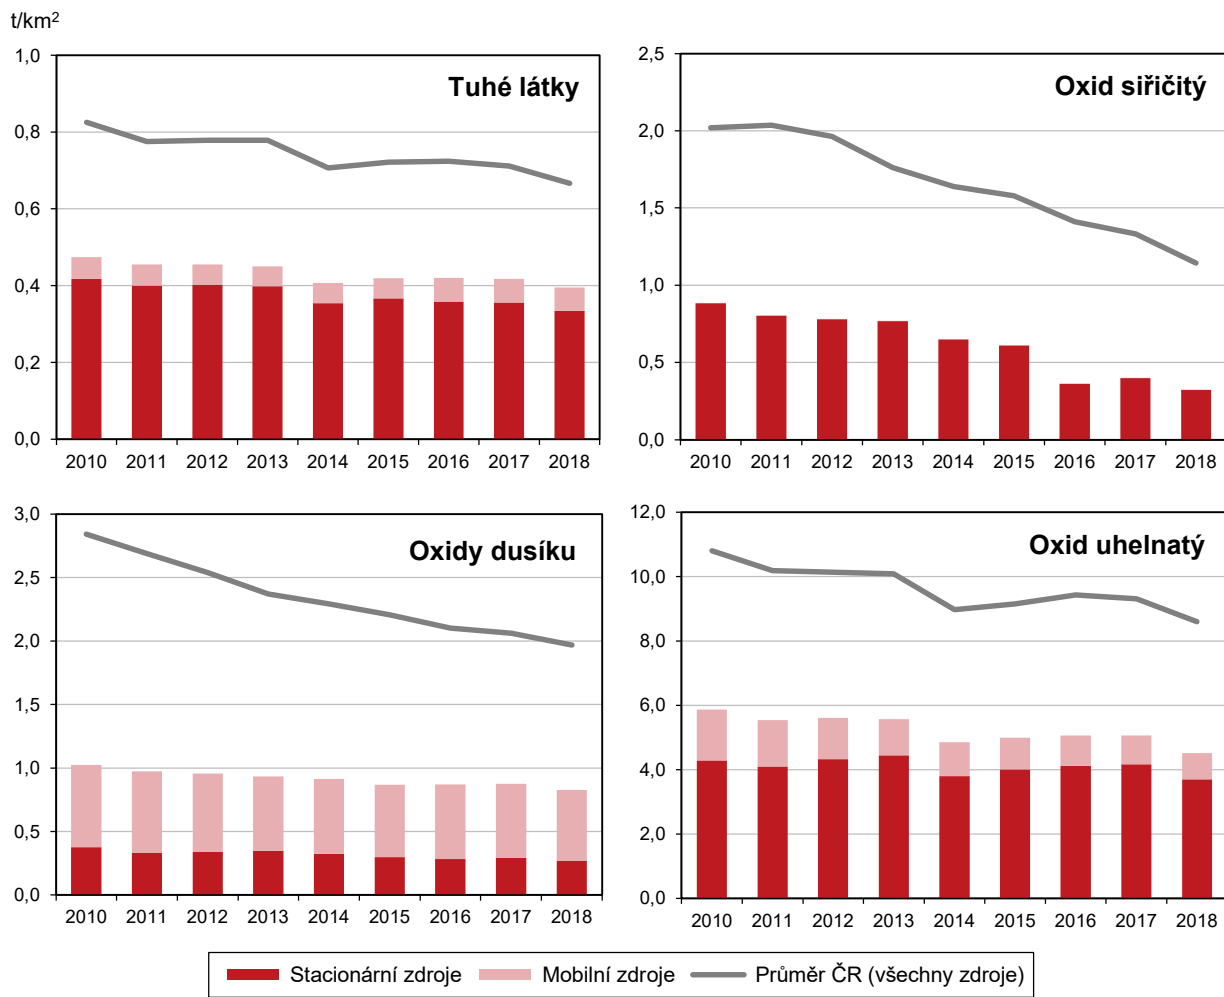 t/km²
Tuhé látky
1,0
0,8
0,6
0,4
0,2
0,0
2010 2011 2012 2013 2014 2015 2016 2017 2018
Oxid siřičitý
2,5
2,0
1,5
1,0
0,5
0,0
2010 2011 2012 2013 2014 2015 2016 2017 2018
Oxidy dusíku
3,0
2,5
2,0
1,5
1,0
0,5
0,0
2010 2011 2012 2013 2014 2015 2016 2017 2018
Oxid uhelnatý
12,0
10,0
8,0
6,0
4,0
2,0
0,0
2010 2011 2012 2013 2014 2015 2016 2017 2018
Stacionární zdroje Mobilní zdroje Průměr ČR (všechny zdroje)